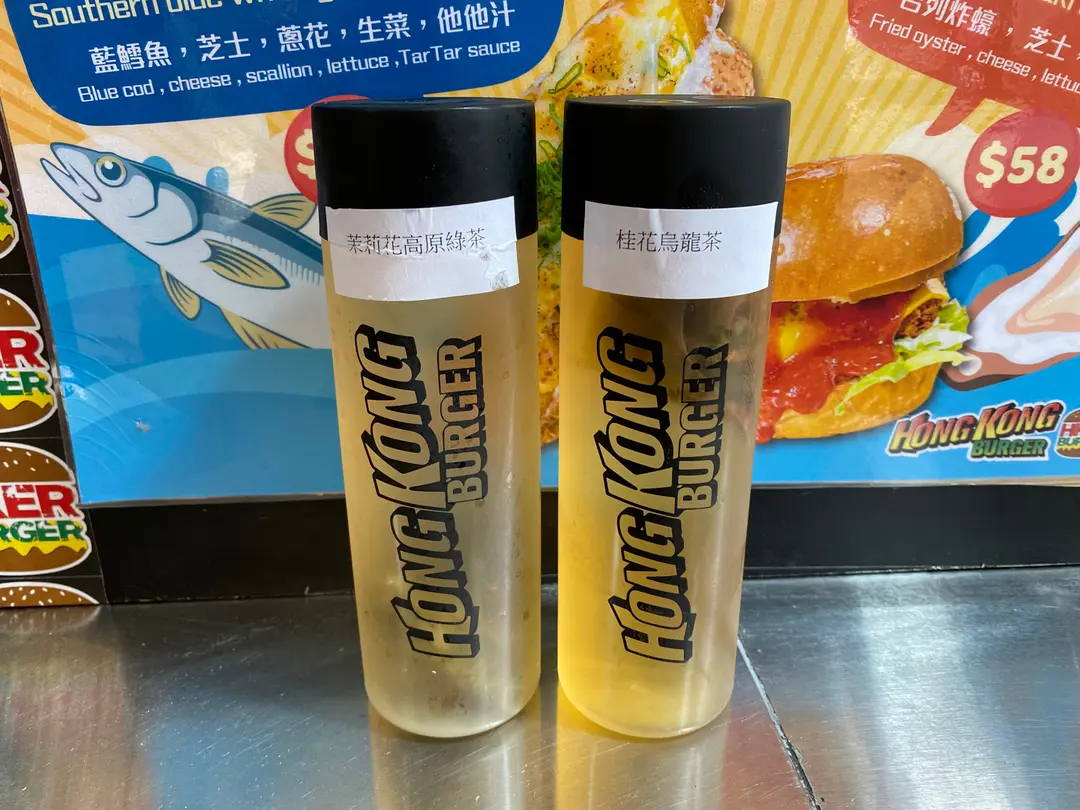 Southern blue
藍鱈魚，芝士，蔥花，生菜，他他汁
Blue cod , cheese , scallion , lettuce ,TarTar sauce
炸蠔，芝士，
Fried oyster , cheese ,
$
$58
茉莉花高原綠茶
桂花烏龍茶
HONG KONG
BURGER
HONG KONG
BURGER
HONG KONG
BURGER